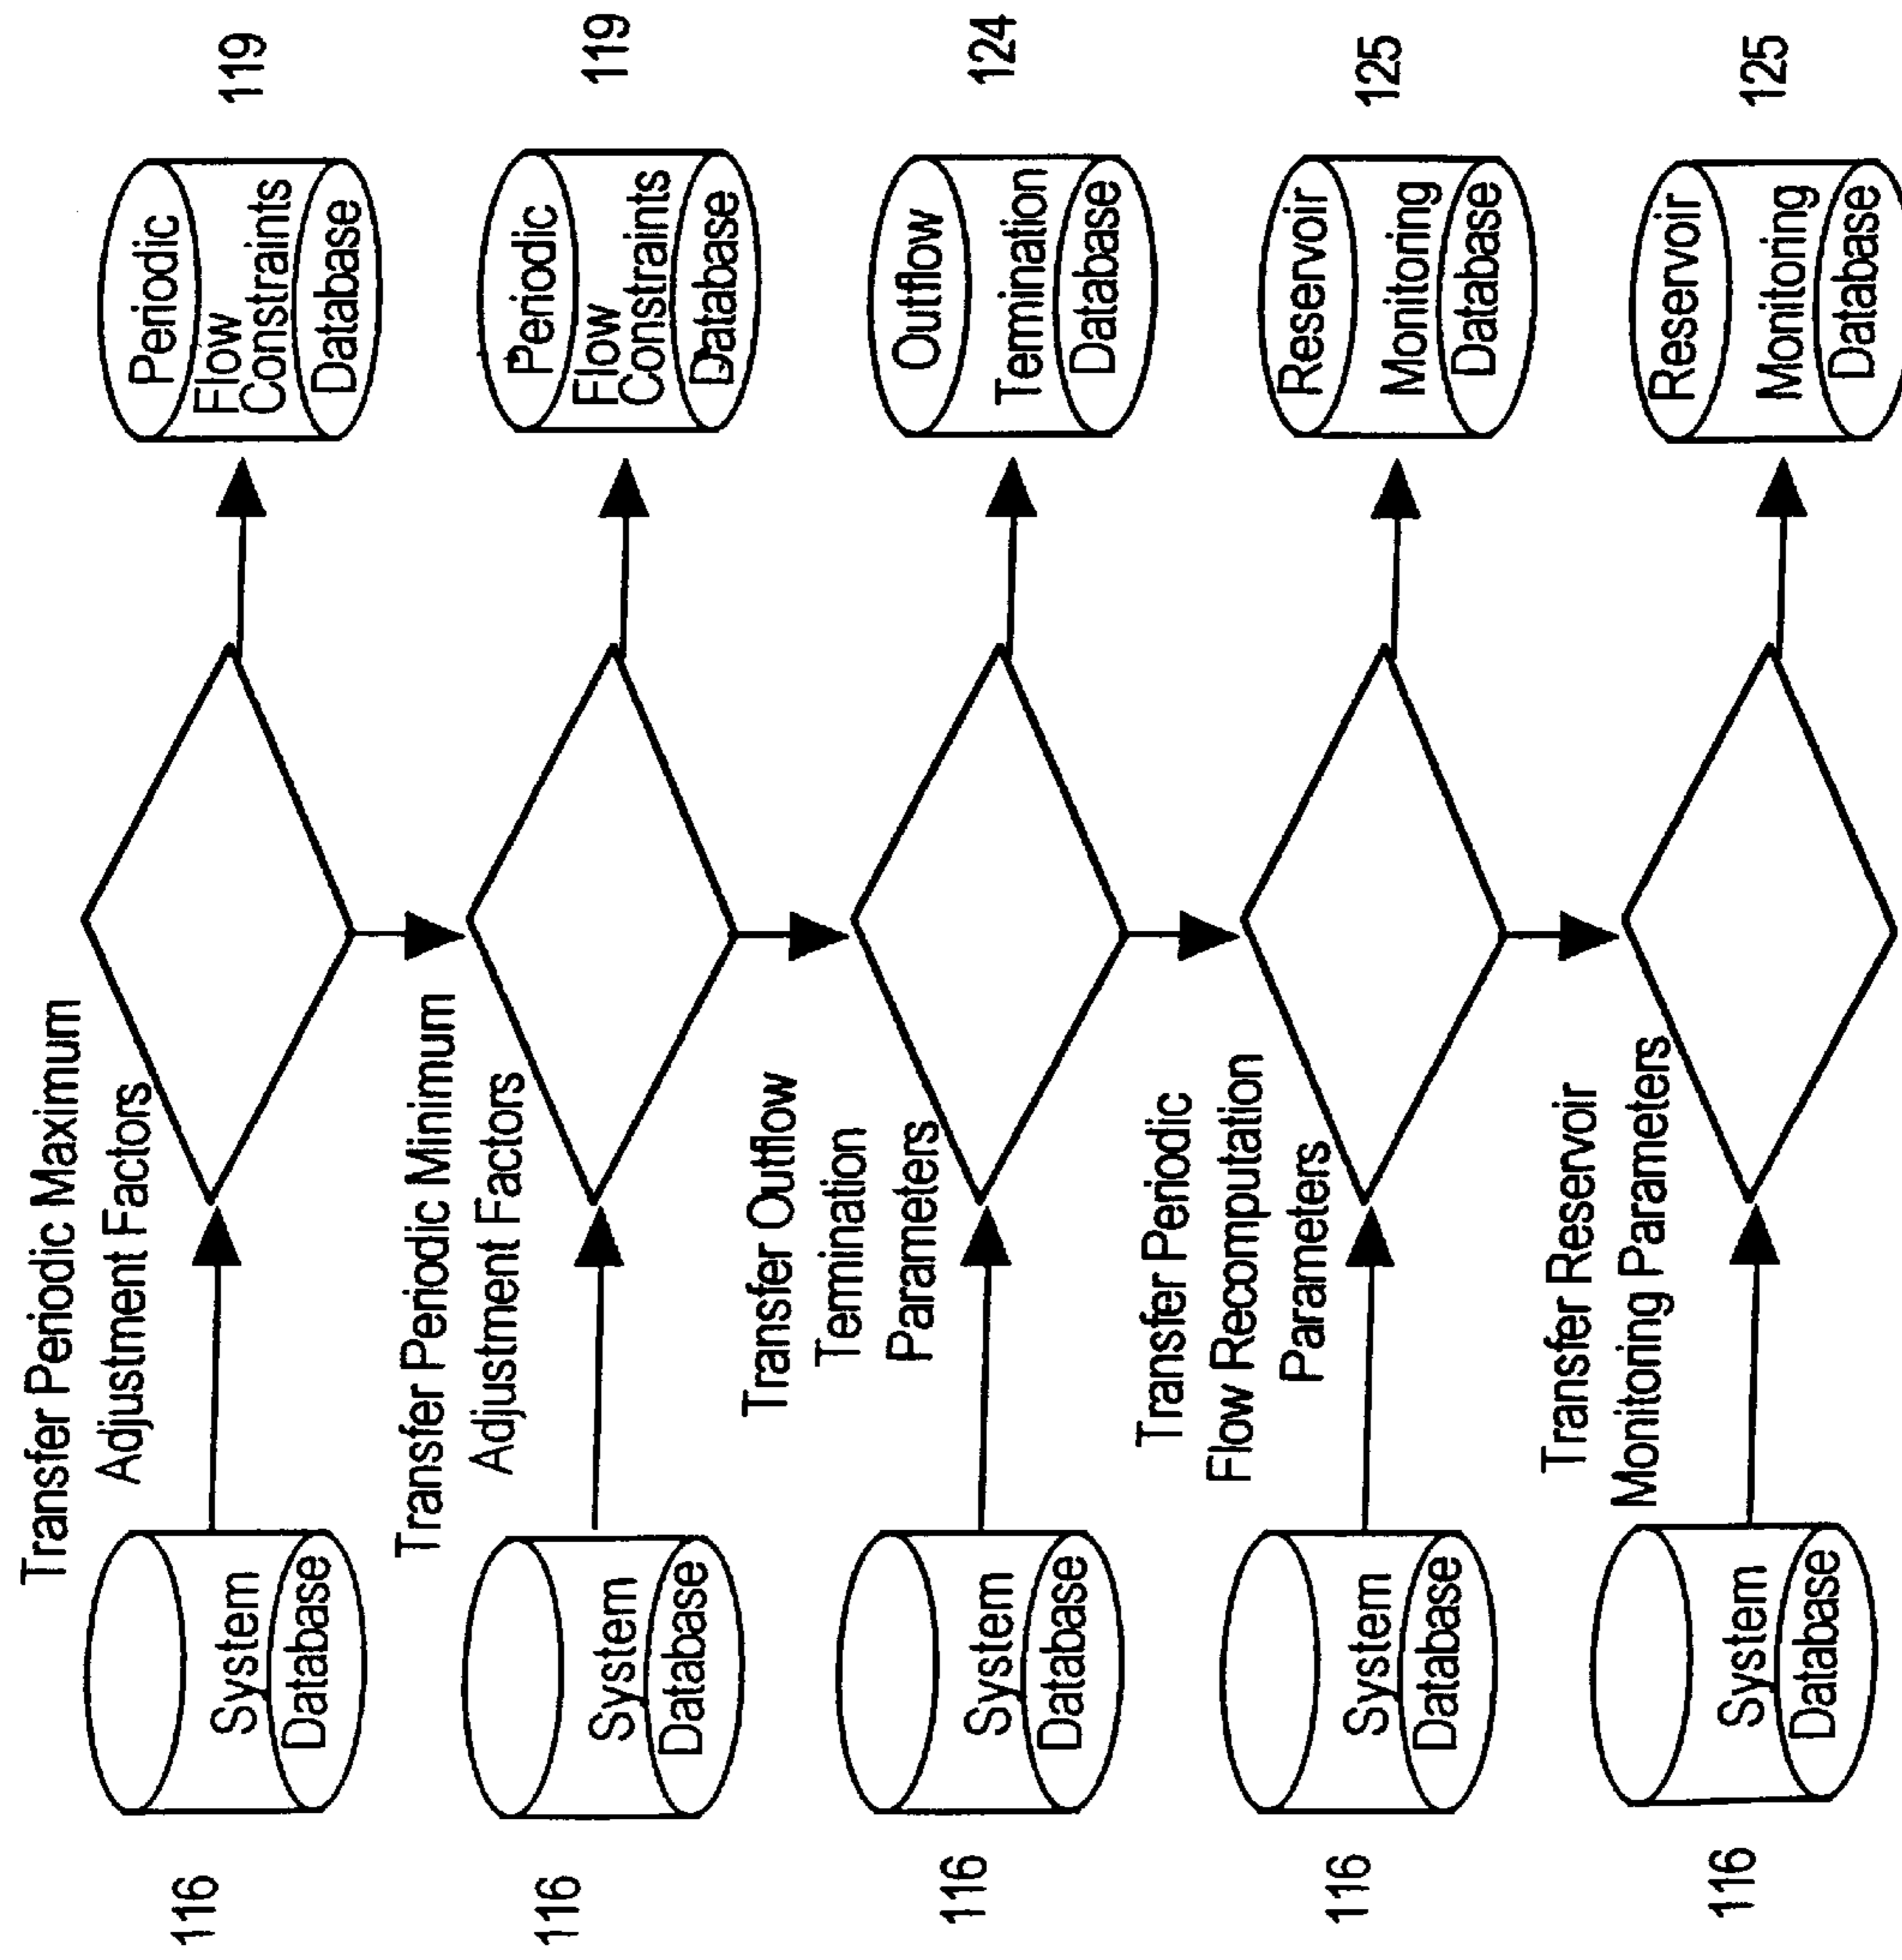 Transfer Periodic Maximum
Adjustment Factors
116
System
Database
Periodic
Flow
Constraints
Database
119
Transfer Periodic Minimum
Adjustment Factors
116
System
Database
Periodic
Flow
Constraints
Database
119
Transfer Outflow
Temination
Parameters
116
System
Database
Outflow
Termination
Database
124
Transfer Periodic
Flow Recomputation
Parameters
116
System
Database
Reservoir
Monitoring
Database
125
Transfer Reservoir
Monitoring Parameters
116
System
Database
Reservoir
Monitoring
Database
125